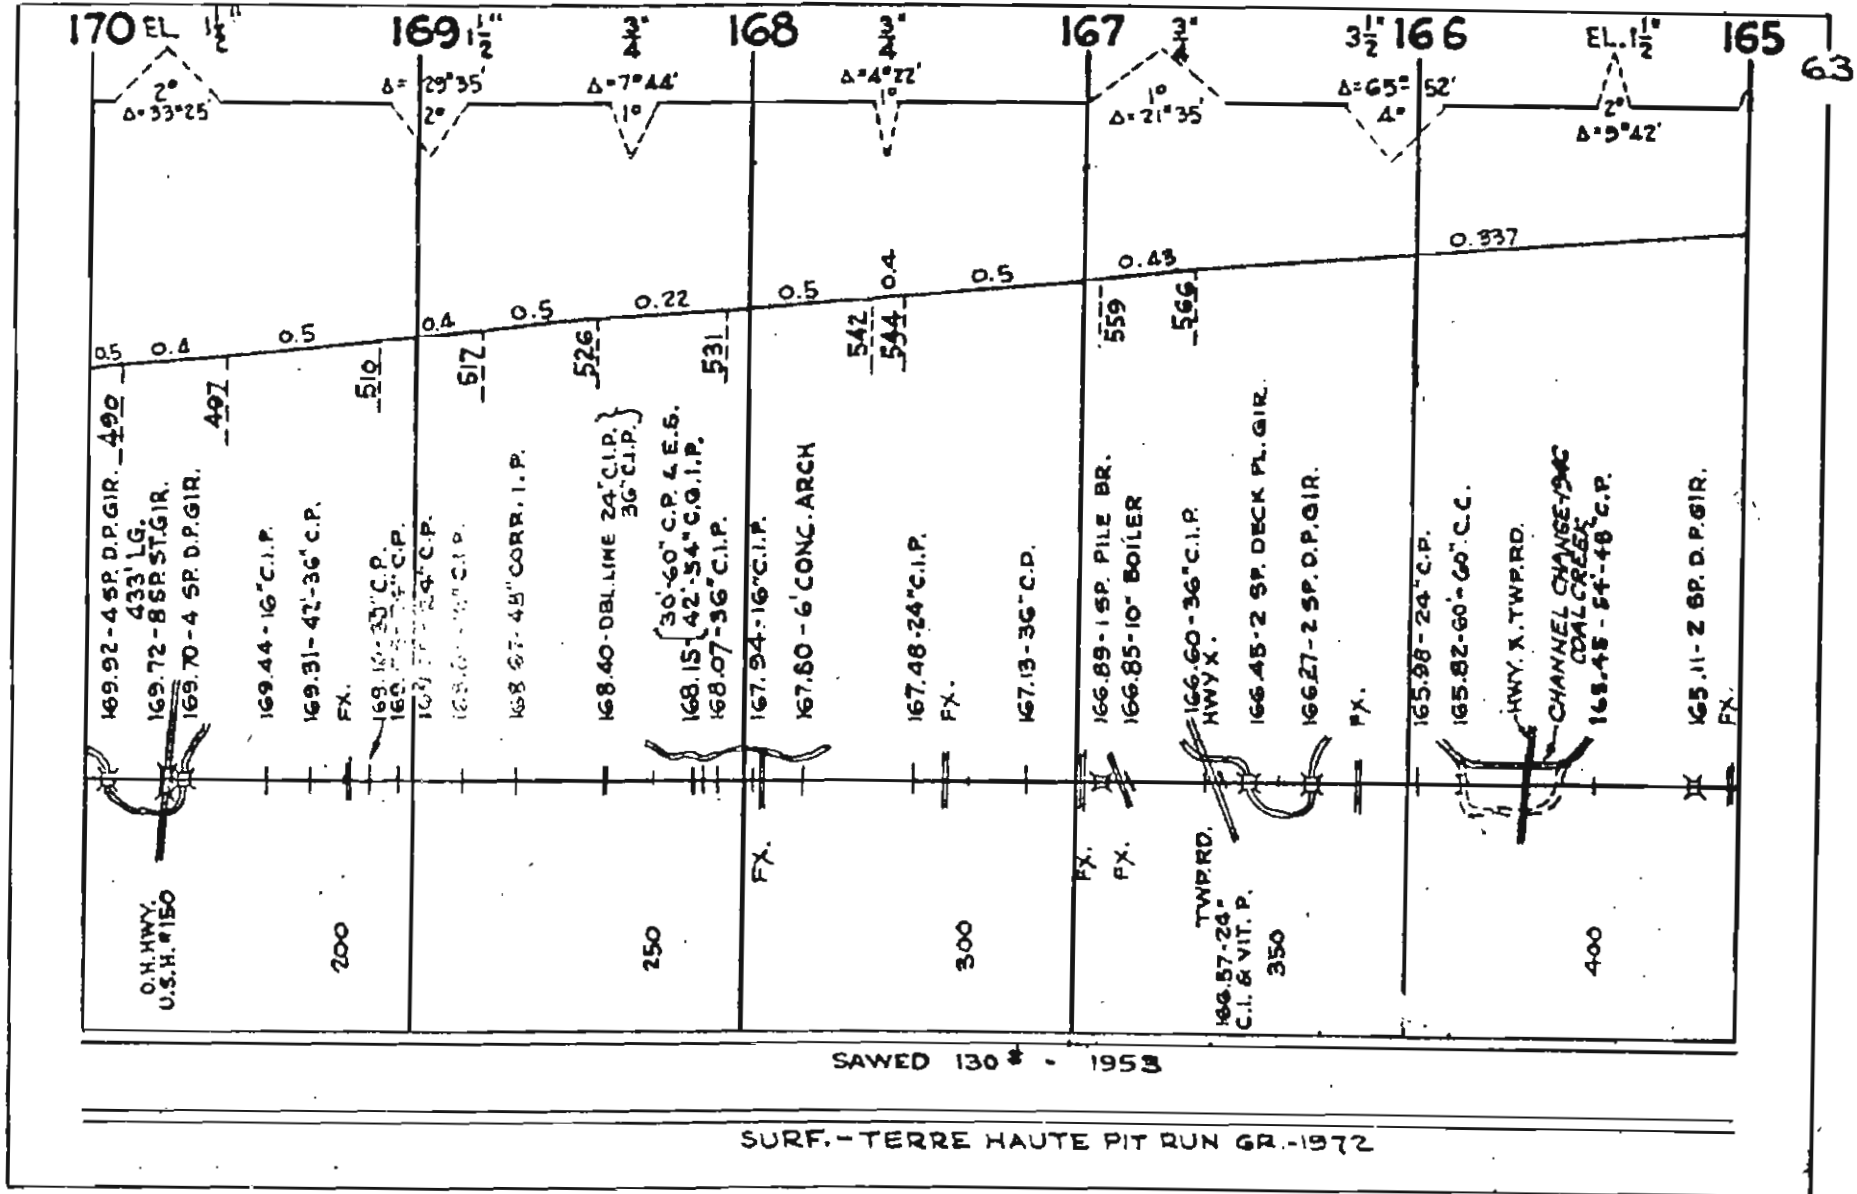 170 EL 1½" 169 1½" ¾" 168 ¾" 167 ¾" 3½" 166 EL. 1½" 165
63
2° Δ=33°25'
Δ= 29°35' 2°
Δ=7°44' 1°
Δ=4°22' 1°
1° Δ=21°35'
Δ=65° 52' 4°
2° Δ=9°42'
0.5 0.4 0.5 0.4 0.5 0.22 0.5 0.4 0.5 0.43 0.337
490 497 510 517 526 531 542 544 559 566
169.92-4 SP. D.P.GIR.
433' LG.
169.72-8 SP. ST.GIR.
169.70-4 SP. D.P.GIR.
169.44-16" C.I.P.
169.31-42'-36" C.P.
FX.
C.P.
C.P.
C.P.
C.I.P.
48" CORR. I. P.
168.40-DBL.LINE 24" C.I.P.
36" C.I.P.
30'-60" C.P. & E.S.
168.15-42'-54" C.G.I.P.
168.07-36" C.I.P.
167.94-16" C.I.P.
167.80-6' CONC. ARCH
167.48-24" C.I.P.
FX.
167.13-36" C.P.
166.89-1 SP. PILE BR.
166.85-10" BOILER
166.60-36" C.I.P.
HWY X.
166.45-2 SP. DECK PL. GIR.
166.27-2 SP. D.P. GIR.
FX.
165.98-24" C.P.
165.82-60'-60" C.C.
HWY. X. TWP.RD.
CHANNEL CHANGE-1946
COAL CREEK
165.45-54'-48" C.P.
165.11-2 SP. D.P.GIR.
FX.
O.H.HWY.
U.S.H.#150
200
250
FX.
300
FX.
FX.
TWP.RD.
166.57-24"
C.I. & VIT. P.
350
400
SAWED 130# - 1953
SURF.-TERRE HAUTE PIT RUN GR.-1972